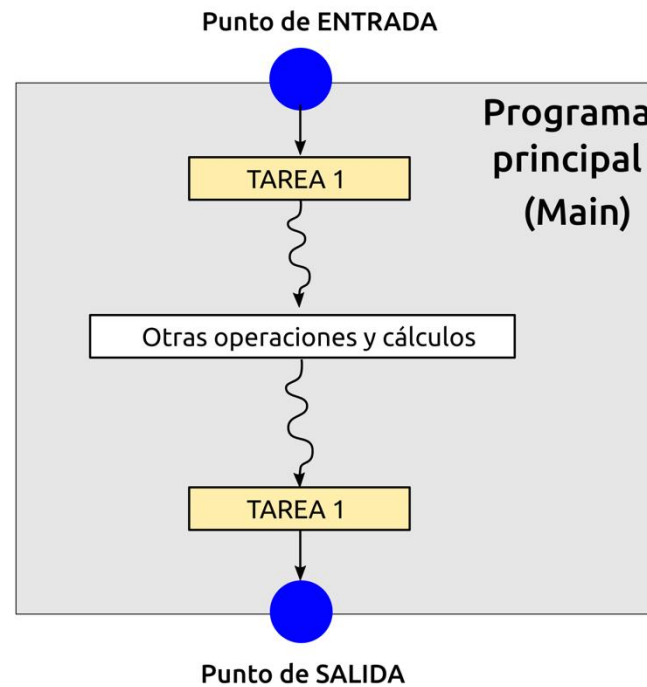 Punto de ENTRADA
Programa
principal
(Main)
TAREA 1
Otras operaciones y cálculos
TAREA 1
Punto de SALIDA